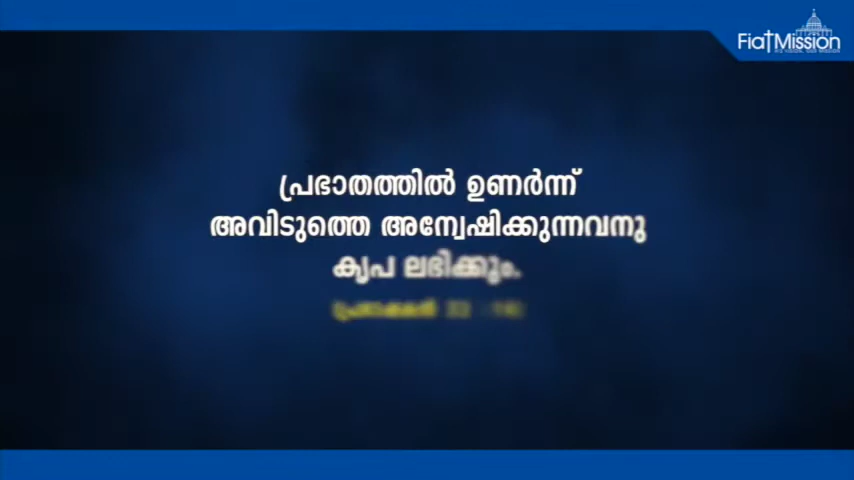 FiatMission
പ്രഭാതത്തിൽ ഉണർന്ന്
അവിടുത്തെ അന്വേഷിക്കുന്നവനു
കൃപ ലഭിക്കും.